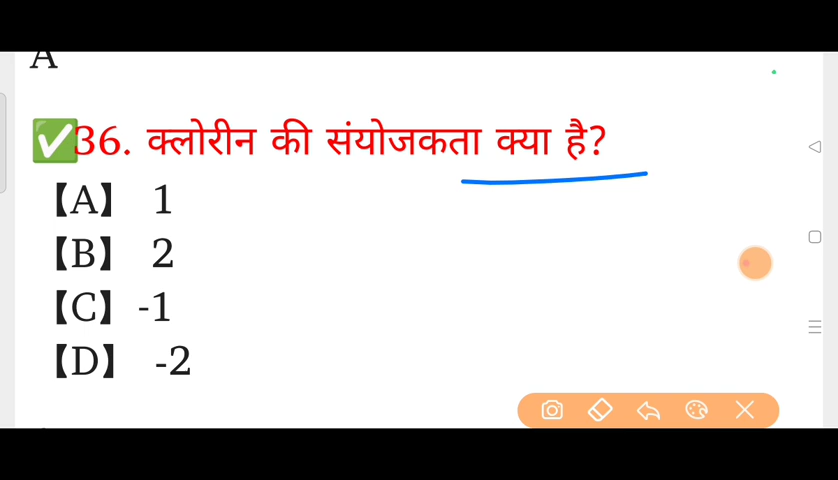 A
✅36. क्लोरीन की संयोजकता क्या है?
【A】 1
【B】 2
【C】 -1
【D】 -2